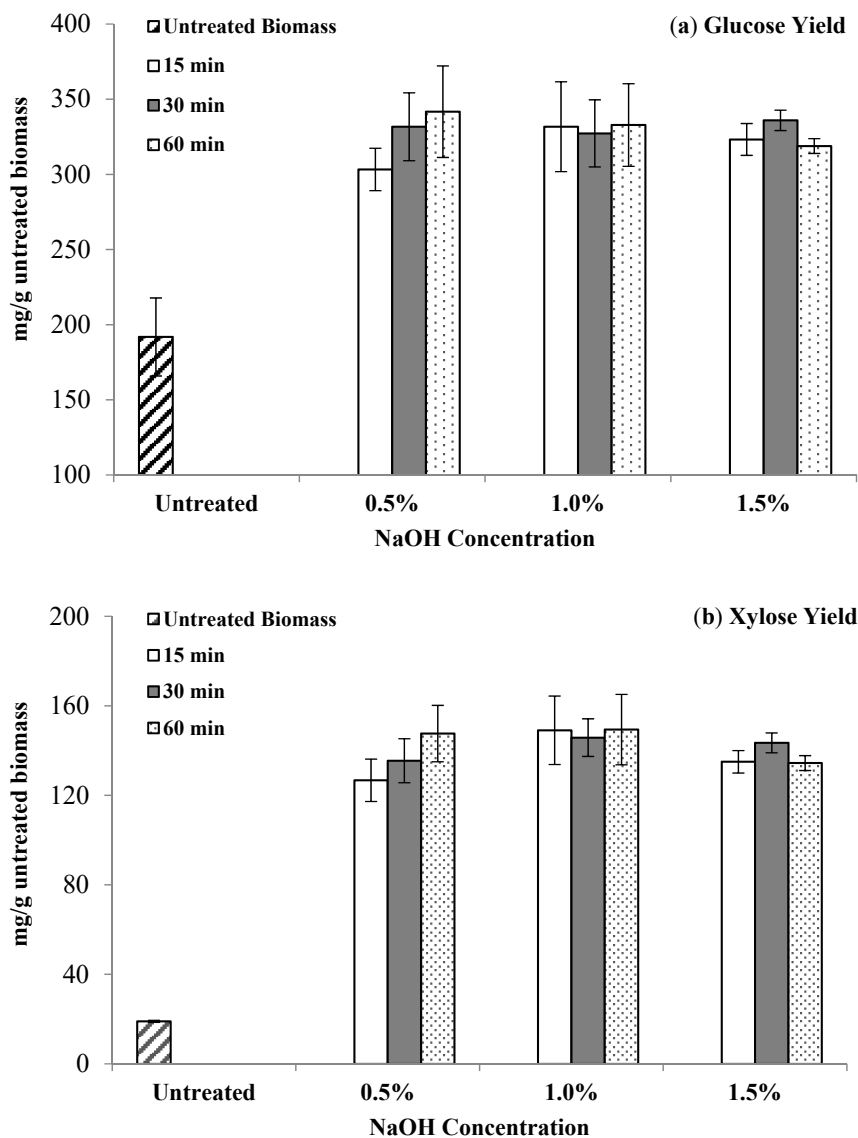 400
350
300
250
200
150
100
mg/g untreated biomass
Untreated Biomass
15 min
30 min
60 min
(a) Glucose Yield
Untreated 0.5% 1.0% 1.5%
NaOH Concentration
200
160
120
80
40
0
mg/g untreated biomass
Untreated Biomass
15 min
30 min
60 min
(b) Xylose Yield
Untreated 0.5% 1.0% 1.5%
NaOH Concentration